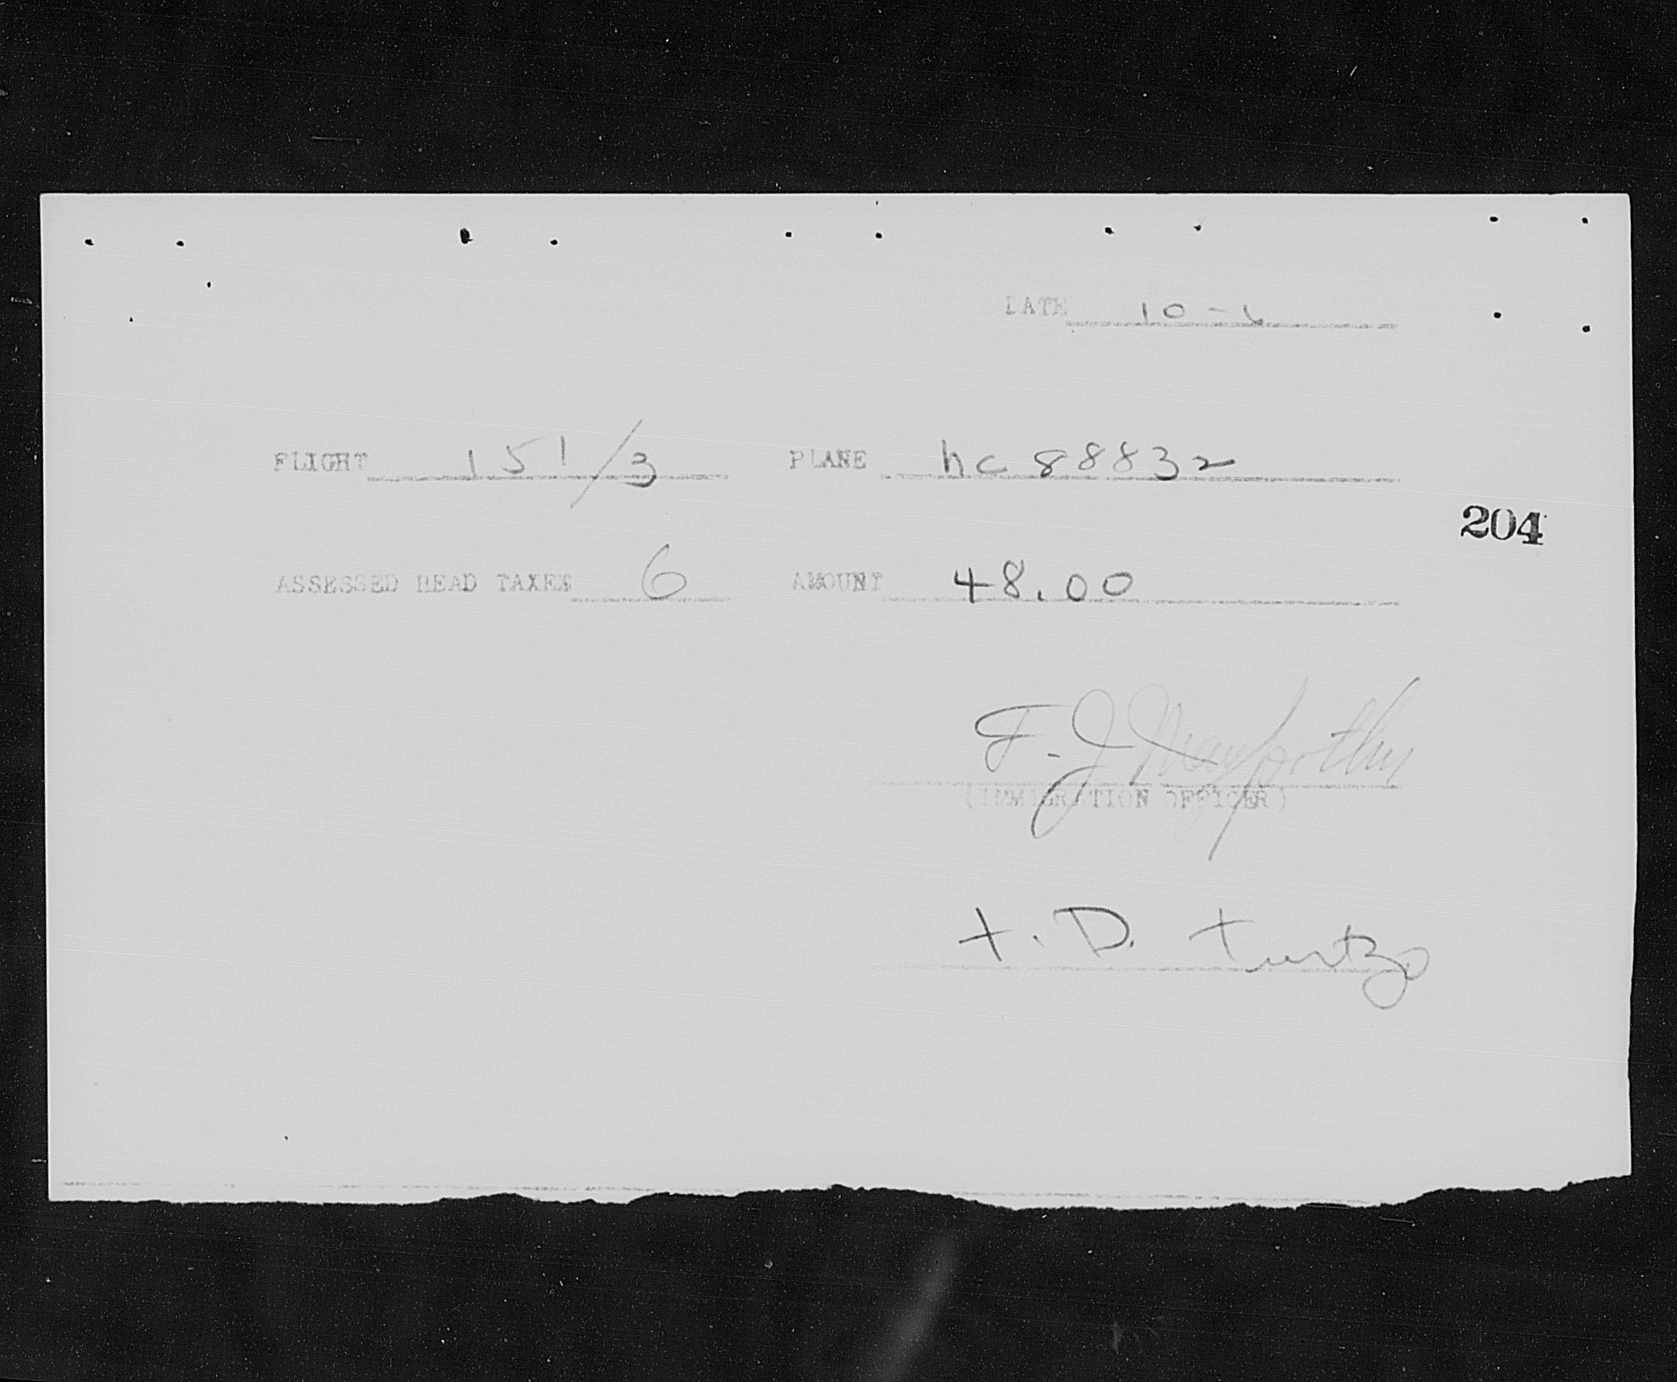 DATE 10-6
FLIGHT 151/3 PLANE NC 88832
204
ASSESSED HEAD TAXES 6 AMOUNT 48.00
F. J.
(IMMIGRATION OFFICER)
D.